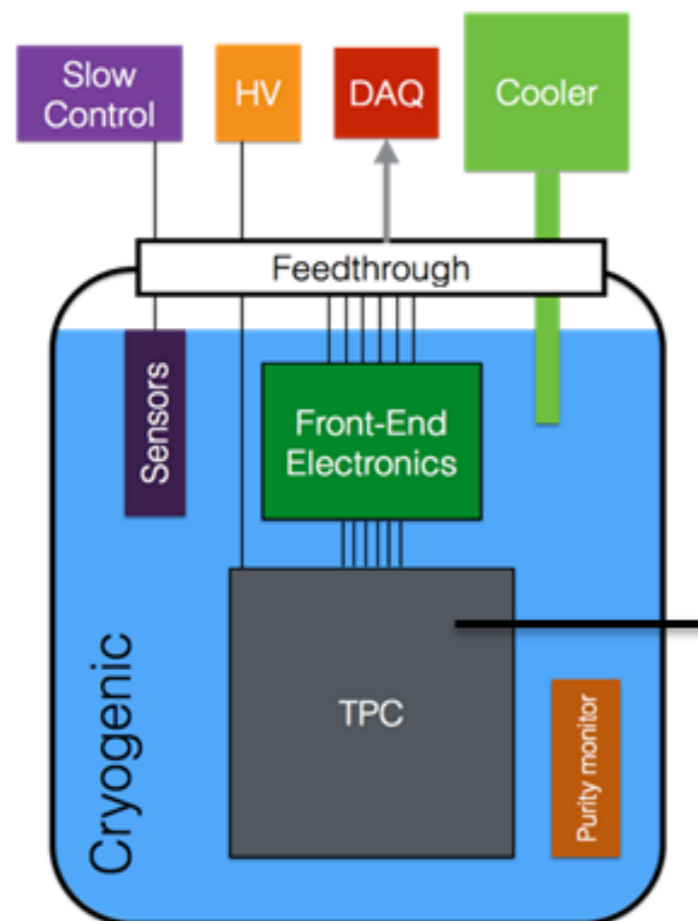 Slow
Control
HV
DAQ
Cooler
Feedthrough
Sensors
Front-End
Electronics
TPC
Cryogenic
Purity monitor